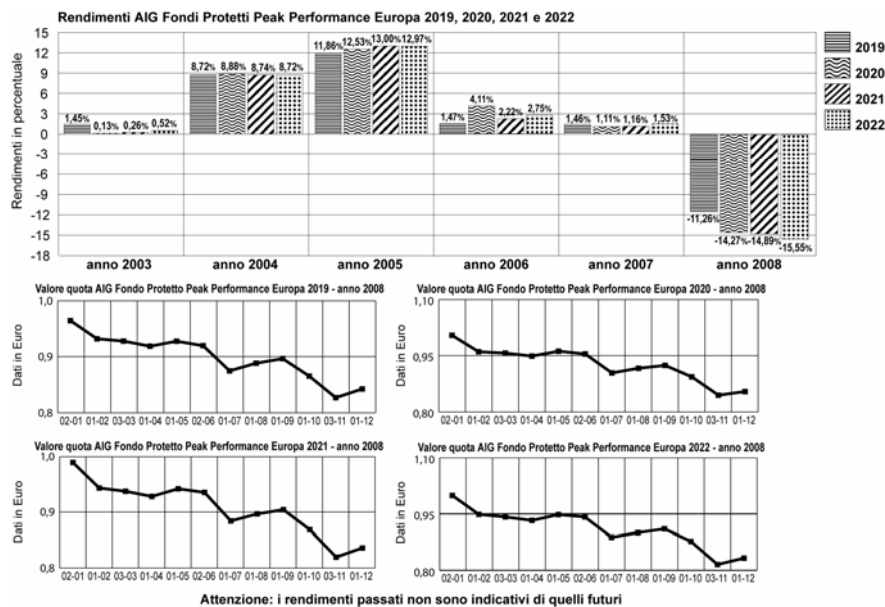 Rendimenti AIG Fondi Protetti Peak Performance Europa 2019, 2020, 2021 e 2022
Rendimenti in percentuale
15
12
9
6
3
0
-3
-6
-9
-12
-15
-18
1,45%
0,13%
0,26%
0,52%
8,72%
8,88%
8,74%
8,72%
11,86%
12,53%
13,00%
12,97%
1,47%
4,11%
2,22%
2,75%
1,46%
1,11%
1,16%
1,53%
-11,26%
-14,27%
-14,89%
-15,55%
2019
2020
2021
2022
anno 2003
anno 2004
anno 2005
anno 2006
anno 2007
anno 2008
Valore quota AIG Fondo Protetto Peak Performance Europa 2019 - anno 2008
Dati in Euro
1,0
0,9
0,8
02-01 01-02 03-03 01-04 01-05 02-06 01-07 01-08 01-09 01-10 03-11 01-12
Valore quota AIG Fondo Protetto Peak Performance Europa 2020 - anno 2008
Dati in Euro
1,10
0,95
0,80
02-01 01-02 03-03 01-04 01-05 02-06 01-07 01-08 01-09 01-10 03-11 01-12
Valore quota AIG Fondo Protetto Peak Performance Europa 2021 - anno 2008
Dati in Euro
1,0
0,9
0,8
02-01 01-02 03-03 01-04 01-05 02-06 01-07 01-08 01-09 01-10 03-11 01-12
Valore quota AIG Fondo Protetto Peak Performance Europa 2022 - anno 2008
Dati in Euro
1,10
0,95
0,80
02-01 01-02 03-03 01-04 01-05 02-06 01-07 01-08 01-09 01-10 03-11 01-12
Attenzione: i rendimenti passati non sono indicativi di quelli futuri